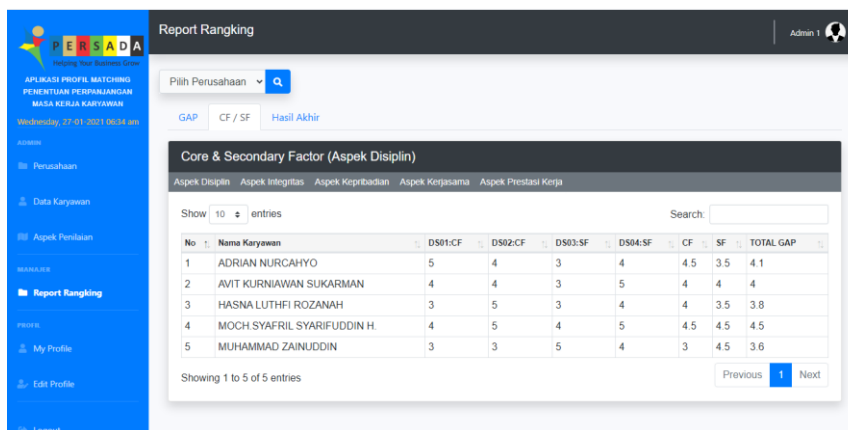 PERSADA
Helping Your Business Grow
APLIKASI PROFIL MATCHING
PENENTUAN PERPANJANGAN
MASA KERJA KARYAWAN
Wednesday, 27-01-2021 06:34 am
ADMIN
Perusahaan
Data Karyawan
Aspek Penilaian
MANAJER
Report Rangking
PROFIL
My Profile
Edit Profile
Logout
Report Rangking
Admin 1
Pilih Perusahaan
GAP CF / SF Hasil Akhir
Core & Secondary Factor (Aspek Disiplin)
Aspek Disiplin Aspek Integritas Aspek Kepribadian Aspek Kerjasama Aspek Prestasi Kerja
Show 10 entries Search:
No Nama Karyawan DS01:CF DS02:CF DS03:SF DS04:SF CF SF TOTAL GAP
1 ADRIAN NURCAHYO 5 4 3 4 4.5 3.5 4.1
2 AVIT KURNIAWAN SUKARMAN 4 4 3 5 4 4 4
3 HASNA LUTHFI ROZANAH 3 5 3 4 4 3.5 3.8
4 MOCH.SYAFRIL SYARIFUDDIN H. 4 5 4 5 4.5 4.5 4.5
5 MUHAMMAD ZAINUDDIN 3 3 5 4 3 4.5 3.6
Showing 1 to 5 of 5 entries Previous 1 Next